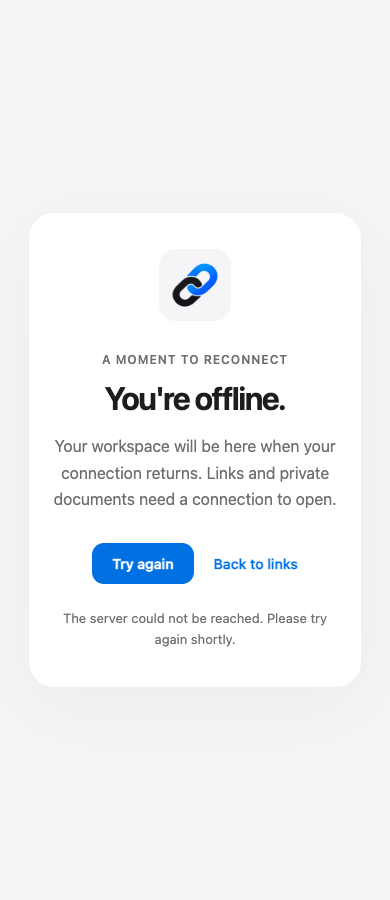 A MOMENT TO RECONNECT
You're offline.
Your workspace will be here when your
connection returns. Links and private
documents need a connection to open.
Try again
Back to links
The server could not be reached. Please try
again shortly.